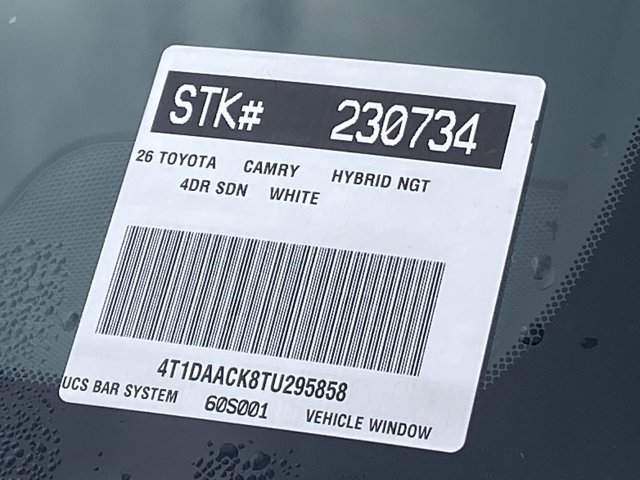 STK# 230734
26 TOYOTA CAMRY HYBRID NGT
4DR SDN WHITE
4T1DAACK8TU295858
UCS BAR SYSTEM 60S001 VEHICLE WINDOW